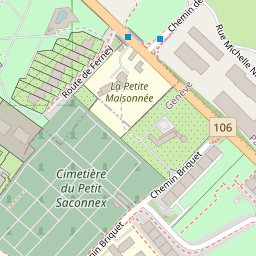 Chemin de
Rue Michelle N
Route de Ferney
La Petite
Maisonnée
Genève
106
Cimetière
du Petit
Saconnex
Chemin Briquet
Chemin Briquet
P